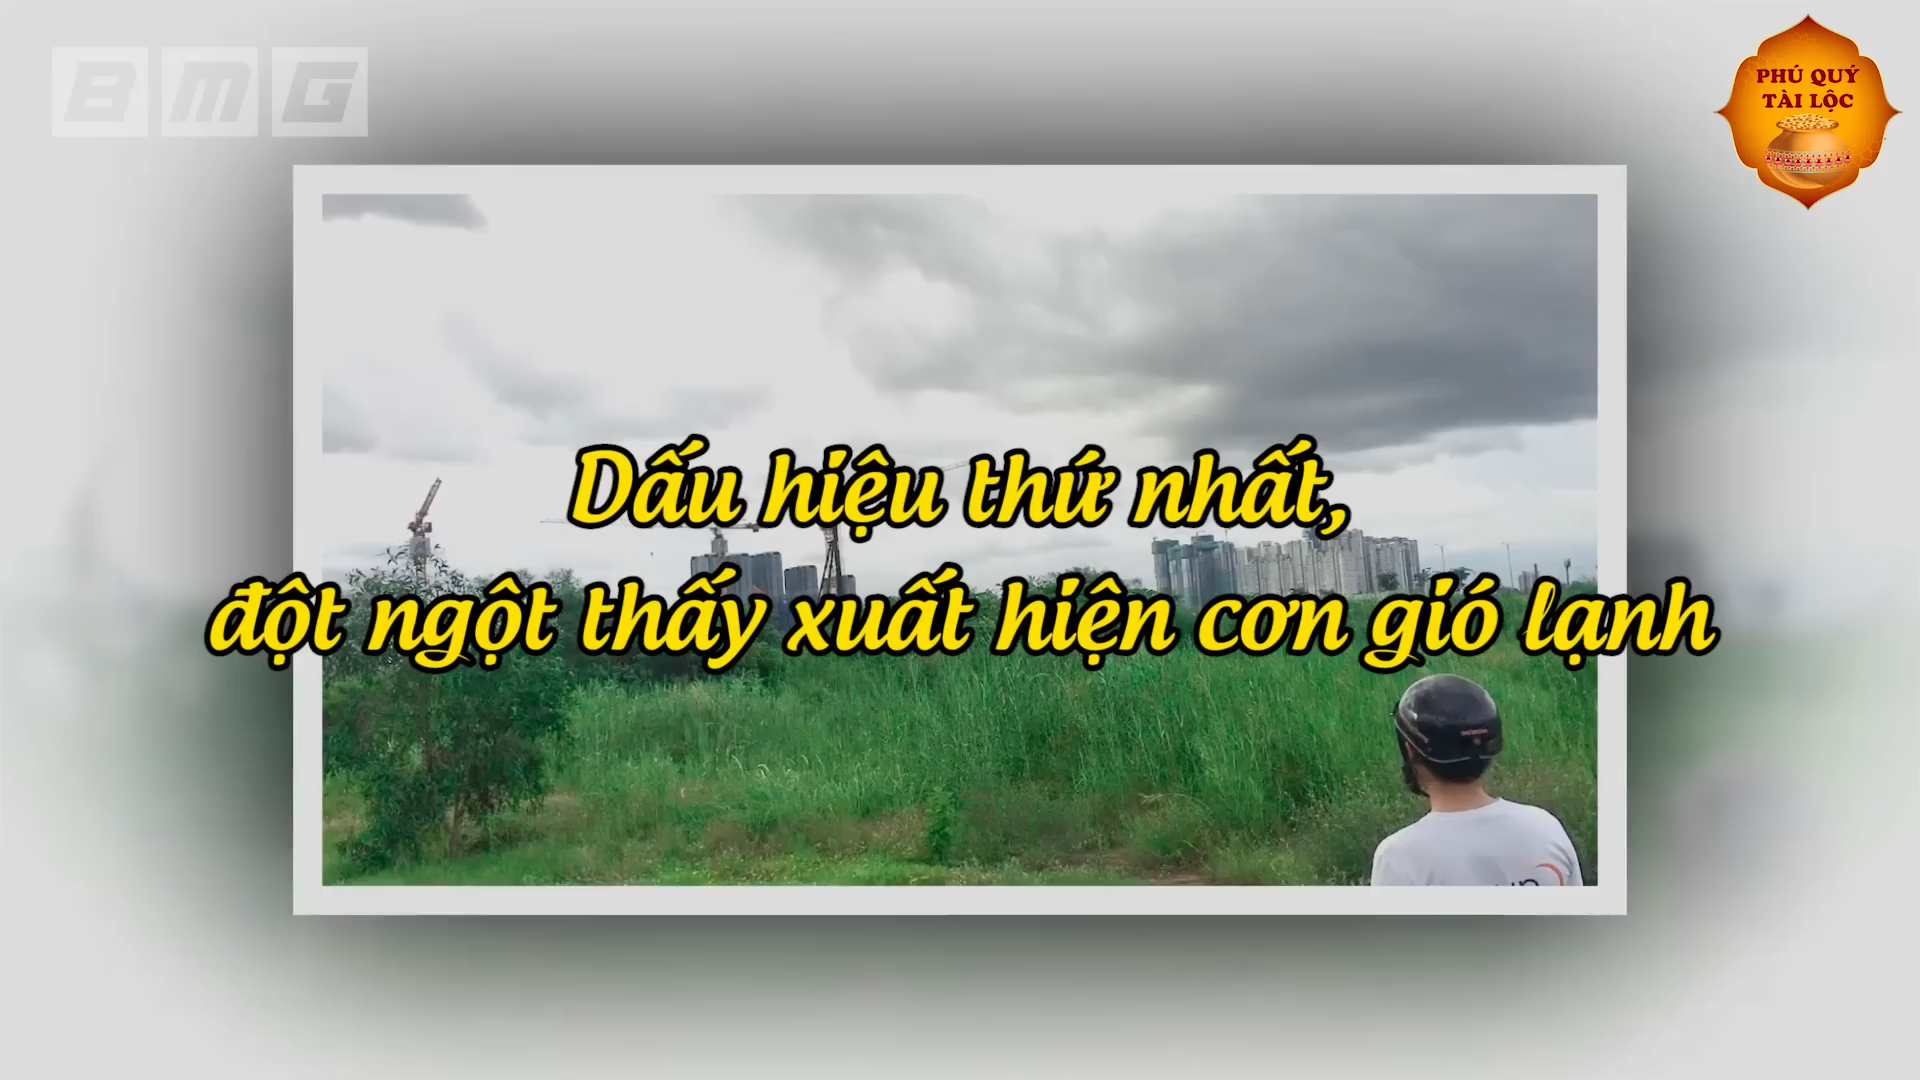 BMG
PHÚ QUÝ
TÀI LỘC
Dấu hiệu thứ nhất,
đột ngột thấy xuất hiện cơn gió lạnh